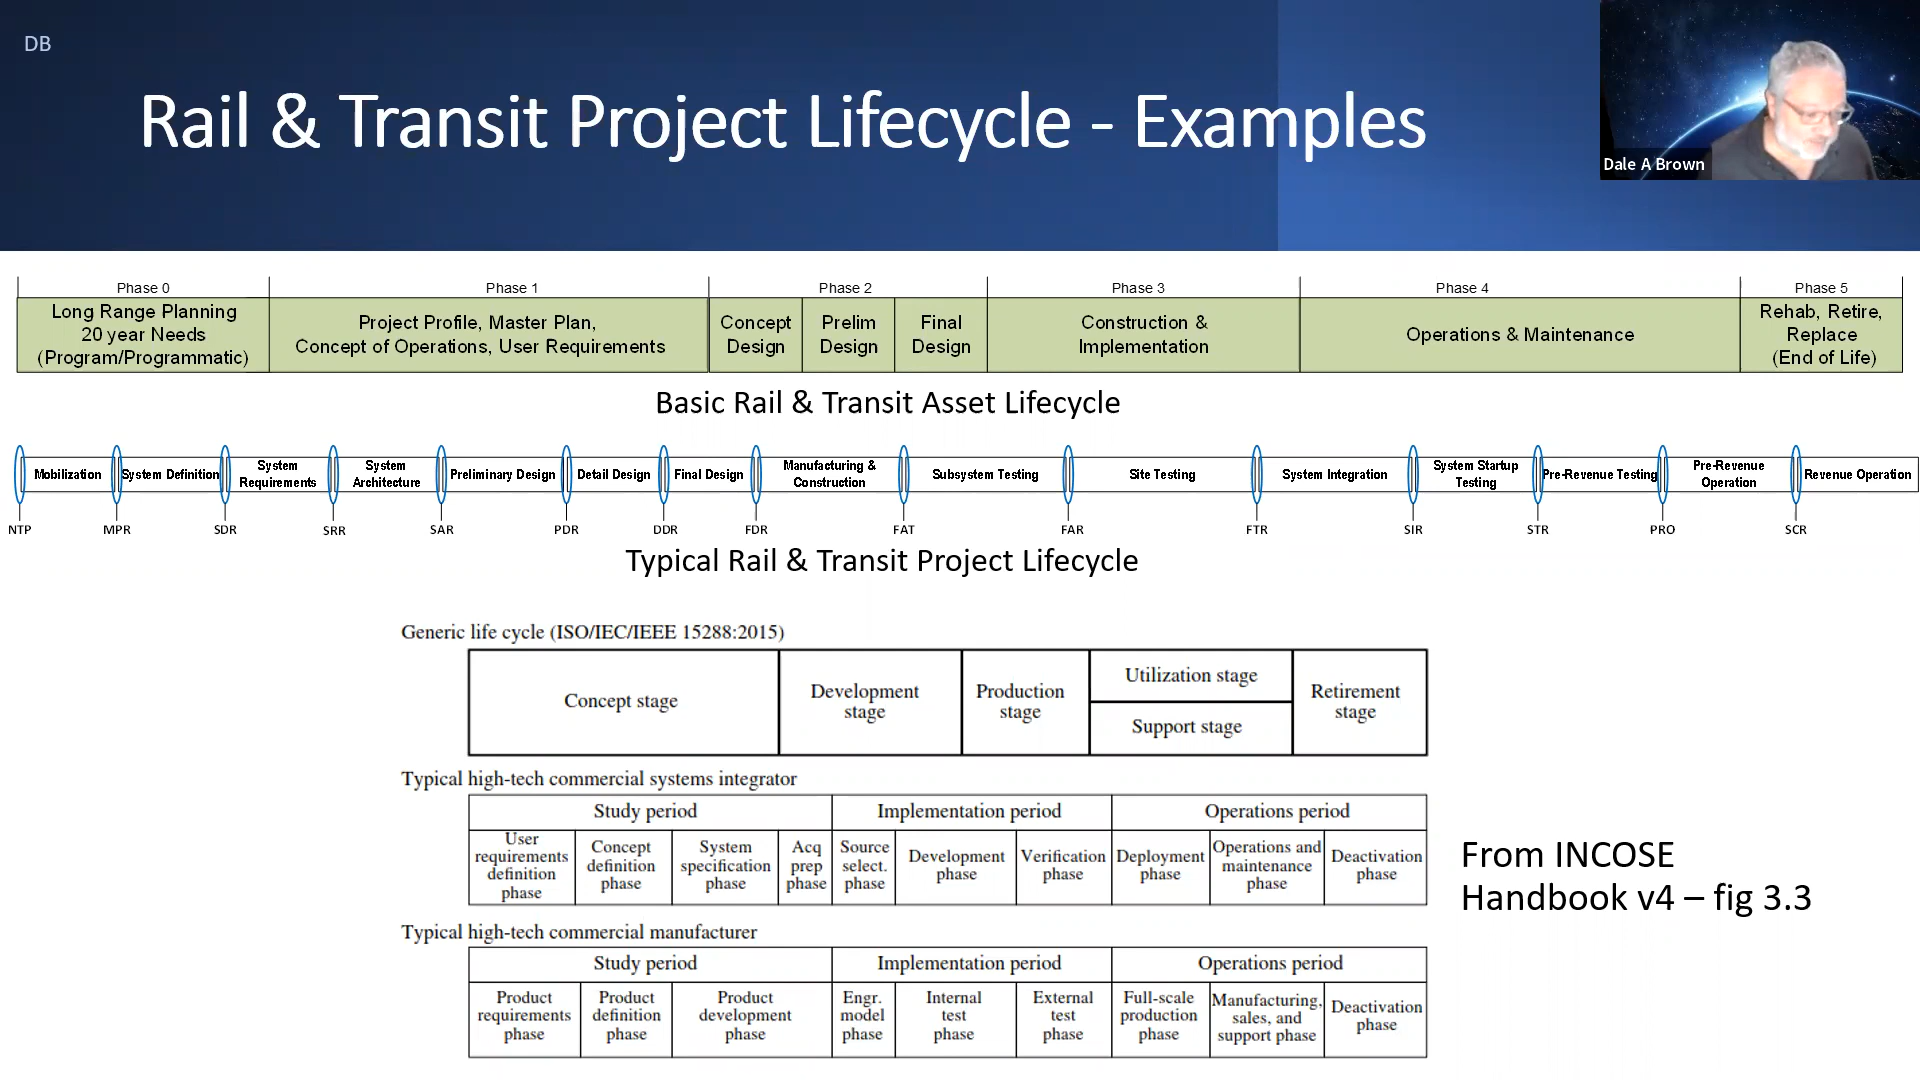 DB
Rail & Transit Project Lifecycle - Examples
Dale A Brown
Phase 0
Phase 1
Phase 2
Phase 3
Phase 4
Phase 5
Long Range Planning
20 year Needs
(Program/Programmatic)
Project Profile, Master Plan,
Concept of Operations, User Requirements
Concept
Design
Prelim
Design
Final
Design
Construction &
Implementation
Operations & Maintenance
Rehab, Retire,
Replace
(End of Life)
Basic Rail & Transit Asset Lifecycle
Mobilization
System Definition
System
Requirements
System
Architecture
Preliminary Design
Detail Design
Final Design
Manufacturing &
Construction
Subsystem Testing
Site Testing
System Integration
System Startup
Testing
Pre-Revenue Testing
Pre-Revenue
Operation
Revenue Operation
NTP
MPR
SDR
SRR
SAR
PDR
DDR
FDR
FAT
FAR
FTR
SIR
STR
PRO
SCR
Typical Rail & Transit Project Lifecycle
Generic life cycle (ISO/IEC/IEEE 15288:2015)
Concept stage
Development
stage
Production
stage
Utilization stage
Support stage
Retirement
stage
Typical high-tech commercial systems integrator
Study period
Implementation period
Operations period
User
requirements
definition
phase
Concept
definition
phase
System
specification
phase
Acq
prep
phase
Source
select.
phase
Development
phase
Verification
phase
Deployment
phase
Operations and
maintenance
phase
Deactivation
phase
From INCOSE
Handbook v4 – fig 3.3
Typical high-tech commercial manufacturer
Study period
Implementation period
Operations period
Product
requirements
phase
Product
definition
phase
Product
development
phase
Engr.
model
phase
Internal
test
phase
External
test
phase
Full-scale
production
phase
Manufacturing,
sales, and
support phase
Deactivation
phase